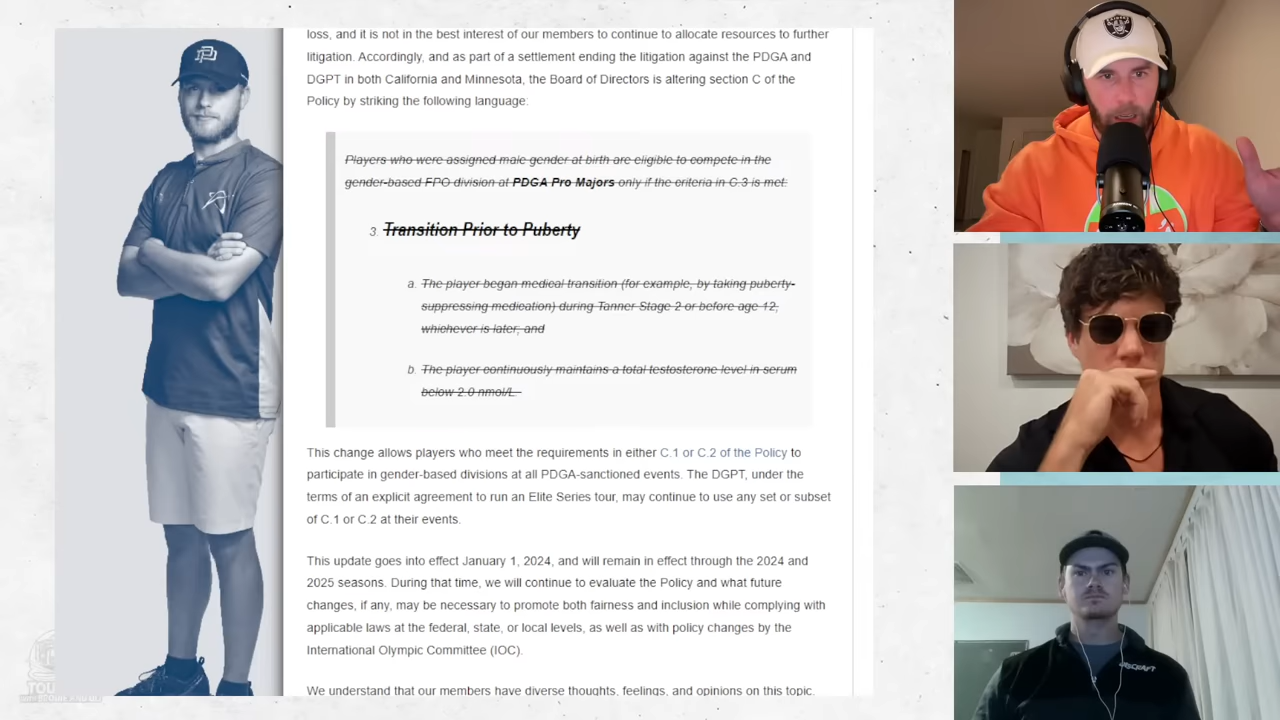 loss, and it is not in the best interest of our members to continue to allocate resources to further
litigation. Accordingly, and as part of a settlement ending the litigation against the PDGA and
DGPT in both California and Minnesota, the Board of Directors is altering section C of the
Policy by striking the following language:
Players who were assigned male gender at birth are eligible to compete in the
gender-based FPO division at PDGA Pro Majors only if the criteria in C.3 is met:
3. Transition Prior to Puberty
a. The player began medical transition (for example, by taking puberty-
suppressing medication) during Tanner Stage 2 or before age 12,
whichever is later; and
b. The player continuously maintains a total testosterone level in serum
below 2.0 nmol/L.
This change allows players who meet the requirements in either C.1 or C.2 of the Policy to
participate in gender-based divisions at all PDGA-sanctioned events. The DGPT, under the
terms of an explicit agreement to run an Elite Series tour, may continue to use any set or subset
of C.1 or C.2 at their events.
This update goes into effect January 1, 2024, and will remain in effect through the 2024 and
2025 seasons. During that time, we will continue to evaluate the Policy and what future
changes, if any, may be necessary to promote both fairness and inclusion while complying with
applicable laws at the federal, state, or local levels, as well as with policy changes by the
International Olympic Committee (IOC).
We understand that our members have diverse thoughts, feelings, and opinions on this topic.
RAIDERS
DISCRAFT
TOU